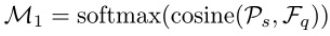 ℳ₁ = softmax(cosine(𝒫ₛ, ℱ_q))